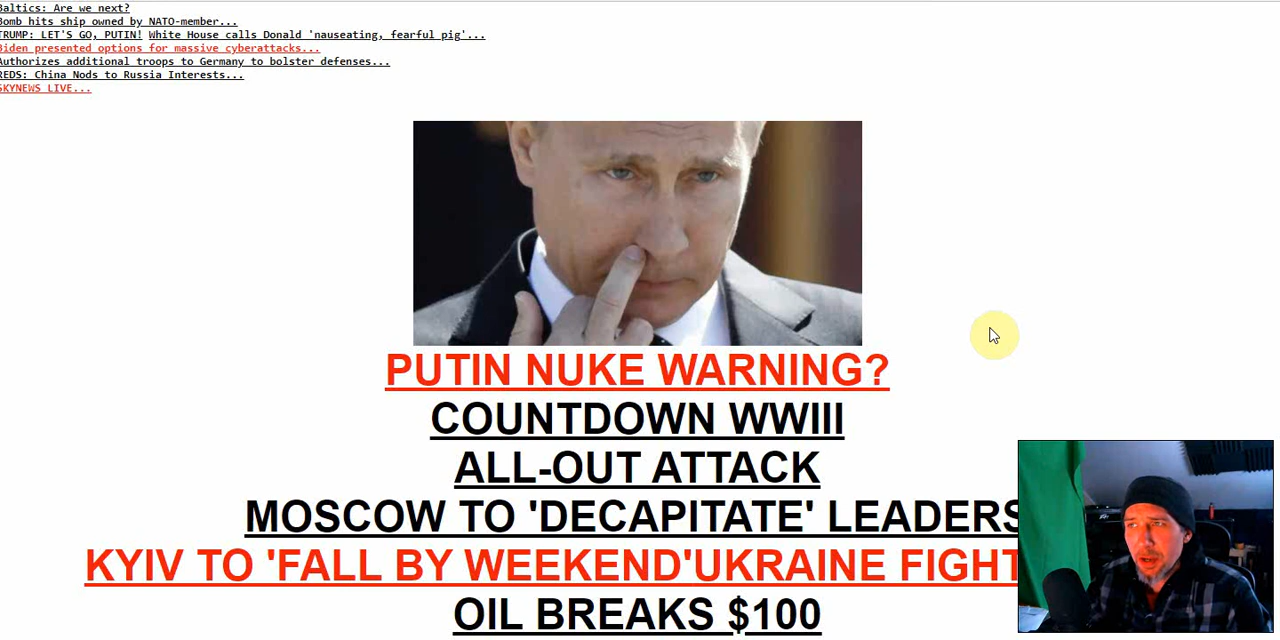 Baltics: Are we next?
Bomb hits ship owned by NATO-member...
TRUMP: LET'S GO, PUTIN! White House calls Donald 'nauseating, fearful pig'...
Biden presented options for massive cyberattacks...
Authorizes additional troops to Germany to bolster defenses...
REDS: China Nods to Russia Interests...
SKYNEWS LIVE...
PUTIN NUKE WARNING?
COUNTDOWN WWIII
ALL-OUT ATTACK
MOSCOW TO 'DECAPITATE' LEADERS
KYIV TO 'FALL BY WEEKEND'UKRAINE FIGHT
OIL BREAKS $100